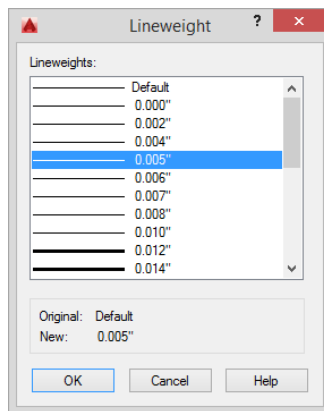 Lineweight
?
×
Lineweights:
Default
0.000"
0.002"
0.004"
0.005"
0.006"
0.007"
0.008"
0.010"
0.012"
0.014"
Original: Default
New: 0.005"
OK Cancel Help